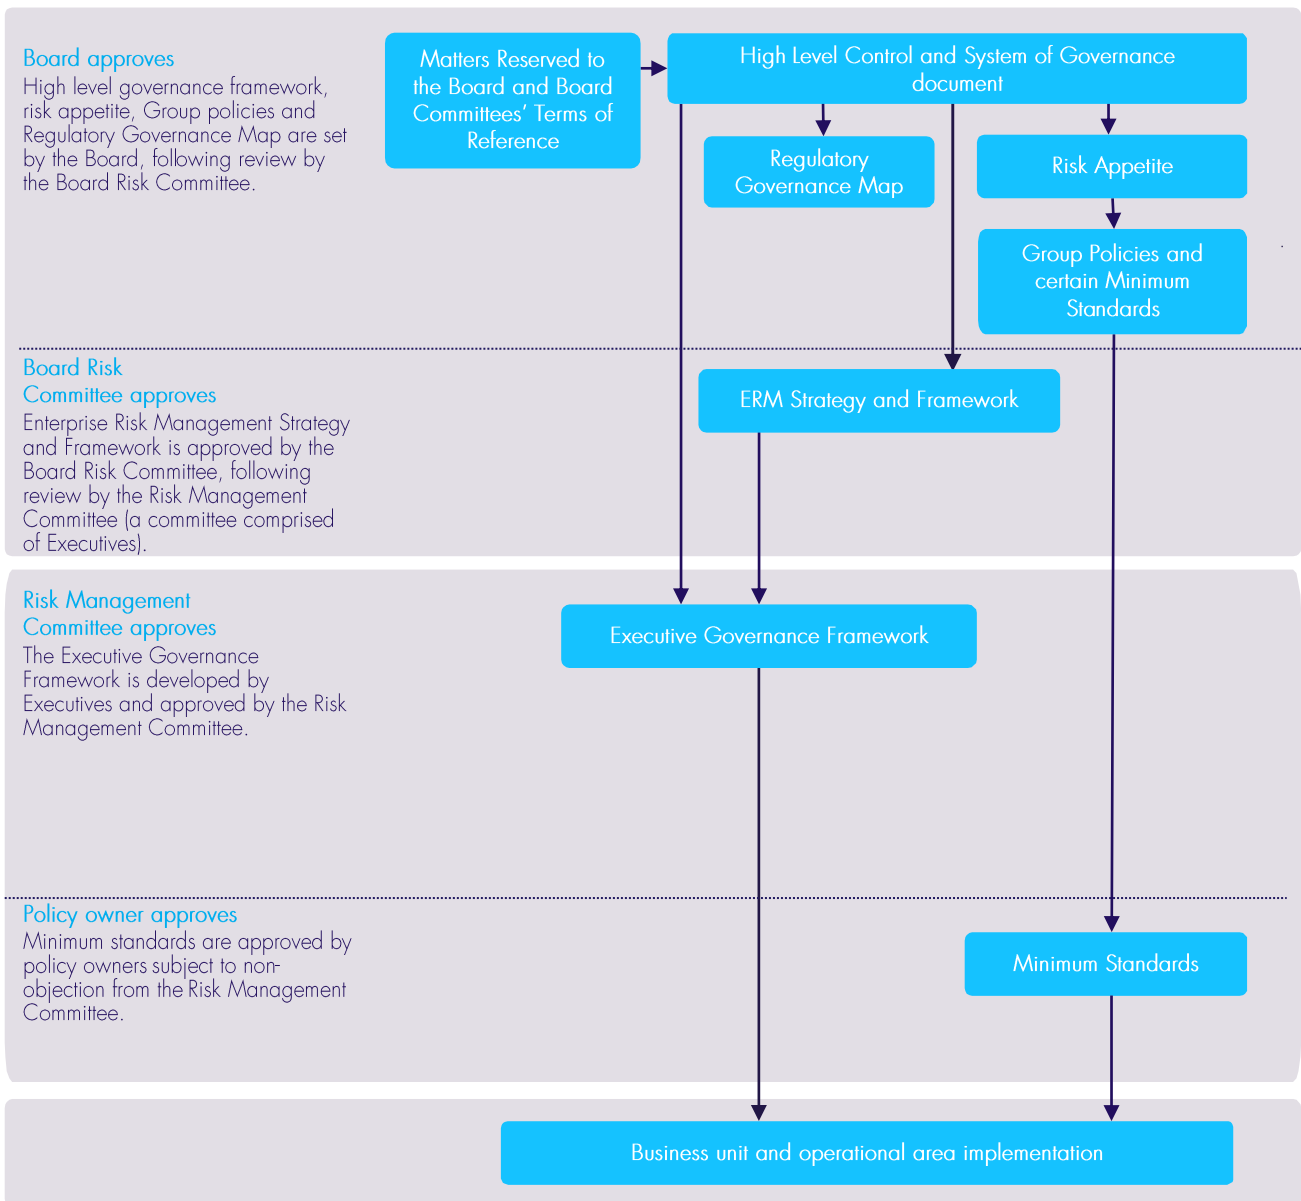 Board approves
High level governance framework,
risk appetite, Group policies and
Regulatory Governance Map are set
by the Board, following review by
the Board Risk Committee.
Matters Reserved to
the Board and Board
Committees’ Terms of
Reference
High Level Control and System of Governance
document
Regulatory
Governance Map
Risk Appetite
Group Policies and
certain Minimum
Standards
Board Risk
Committee approves
Enterprise Risk Management Strategy
and Framework is approved by the
Board Risk Committee, following
review by the Risk Management
Committee (a committee comprised
of Executives).
ERM Strategy and Framework
Risk Management
Committee approves
The Executive Governance
Framework is developed by
Executives and approved by the Risk
Management Committee.
Executive Governance Framework
Policy owner approves
Minimum standards are approved by
policy owners subject to non-
objection from the Risk Management
Committee.
Minimum Standards
Business unit and operational area implementation